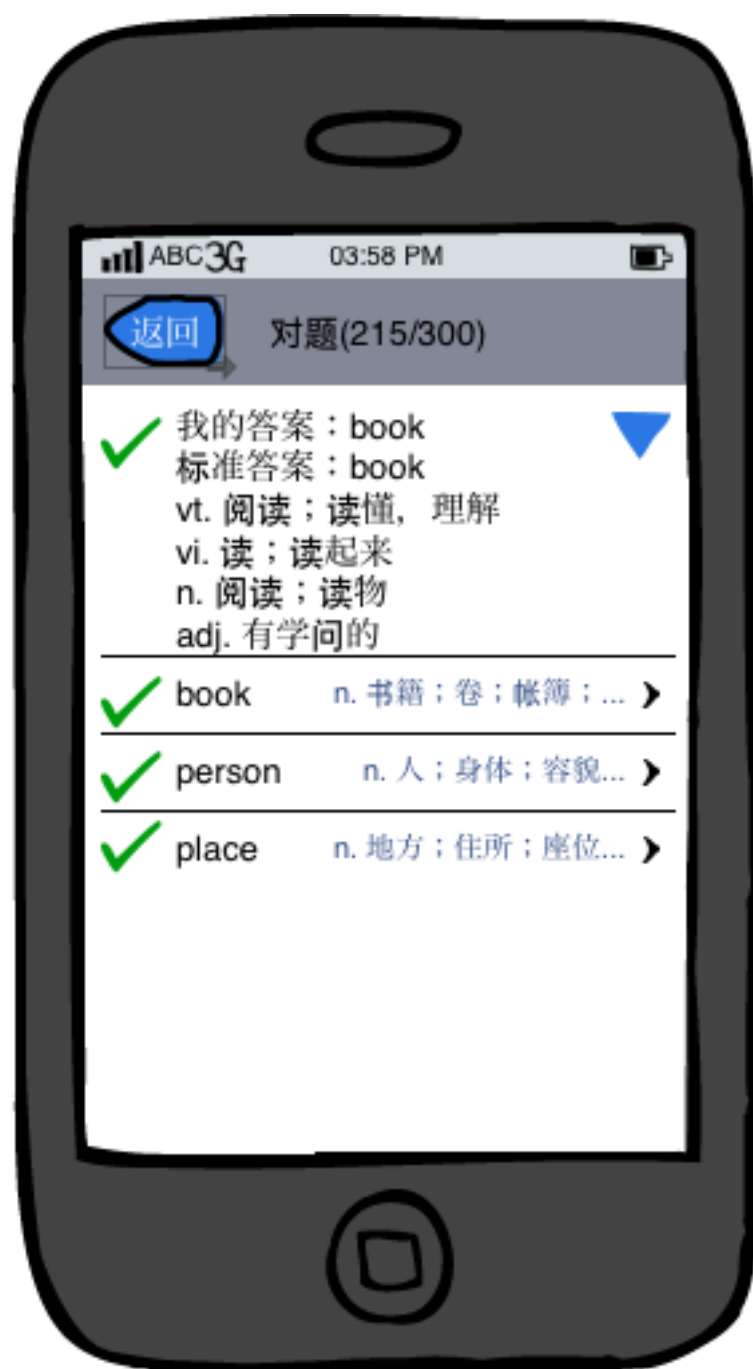 ABC 3G 03:58 PM
返回 对题(215/300)
我的答案：book
标准答案：book
vt. 阅读；读懂，理解
vi. 读；读起来
n. 阅读；读物
adj. 有学问的
book n. 书籍；卷；帐簿；...
person n. 人；身体；容貌...
place n. 地方；住所；座位...